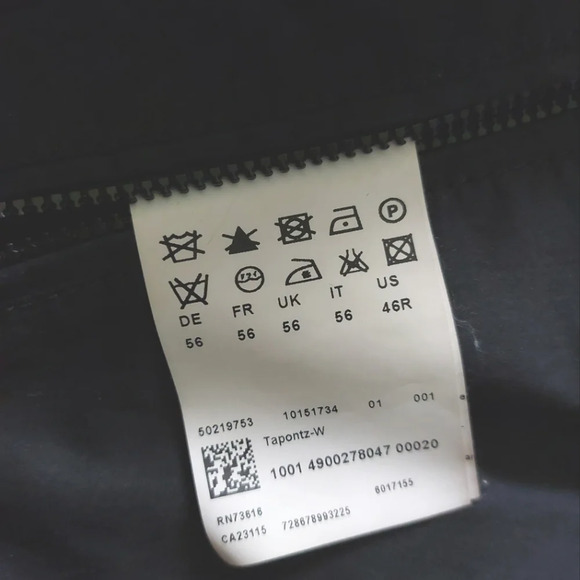 P
DE FR UK IT US
56 56 56 56 46R
50219753 10151734 01 001
Tapontz-W
1001 4900278047 00020
6017155
RN73616
CA23115 728678993225